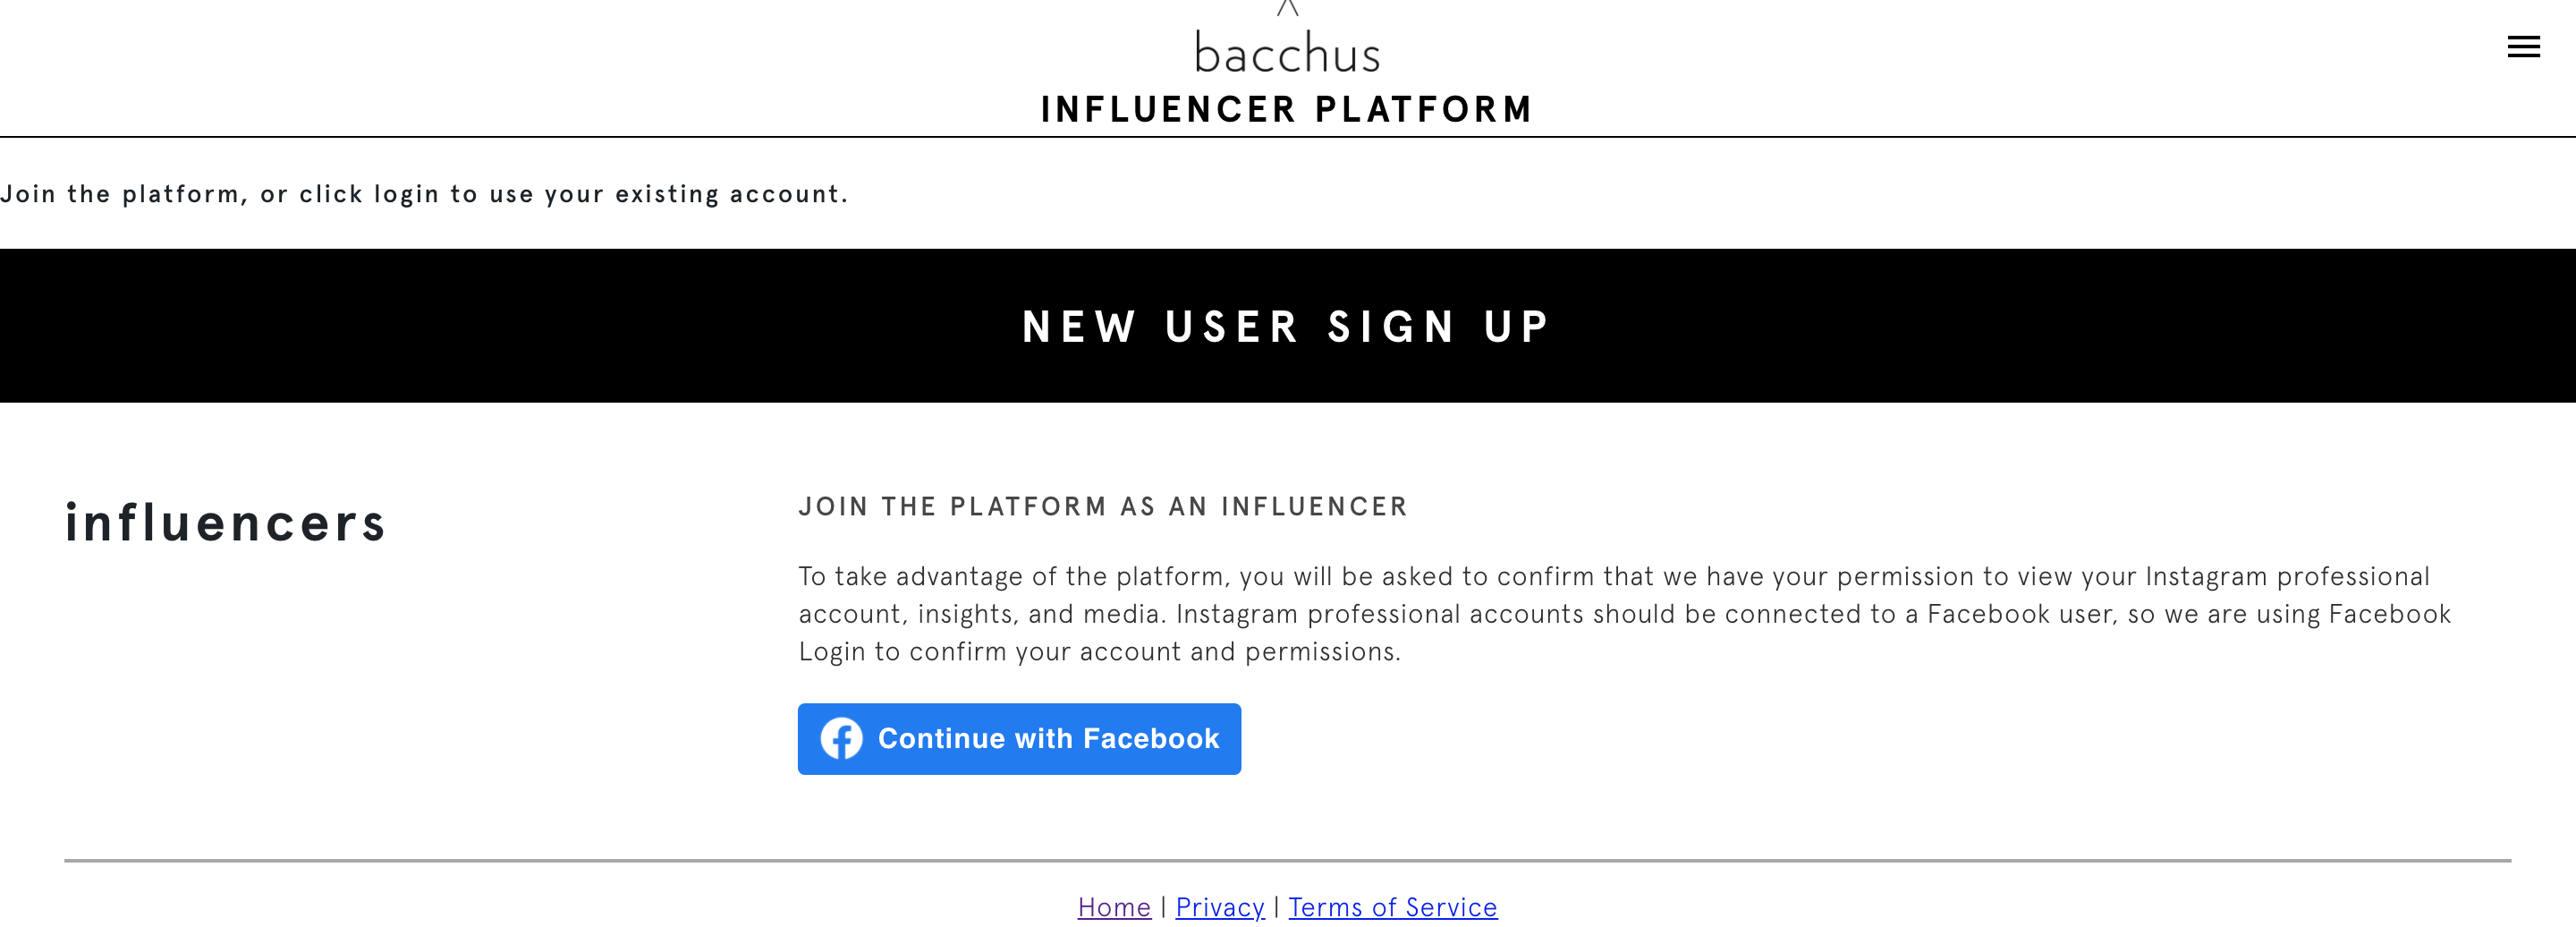 bacchus
INFLUENCER PLATFORM
Join the platform, or click login to use your existing account.
NEW USER SIGN UP
influencers
JOIN THE PLATFORM AS AN INFLUENCER
To take advantage of the platform, you will be asked to confirm that we have your permission to view your Instagram professional
account, insights, and media. Instagram professional accounts should be connected to a Facebook user, so we are using Facebook
Login to confirm your account and permissions.
Continue with Facebook
Home | Privacy | Terms of Service